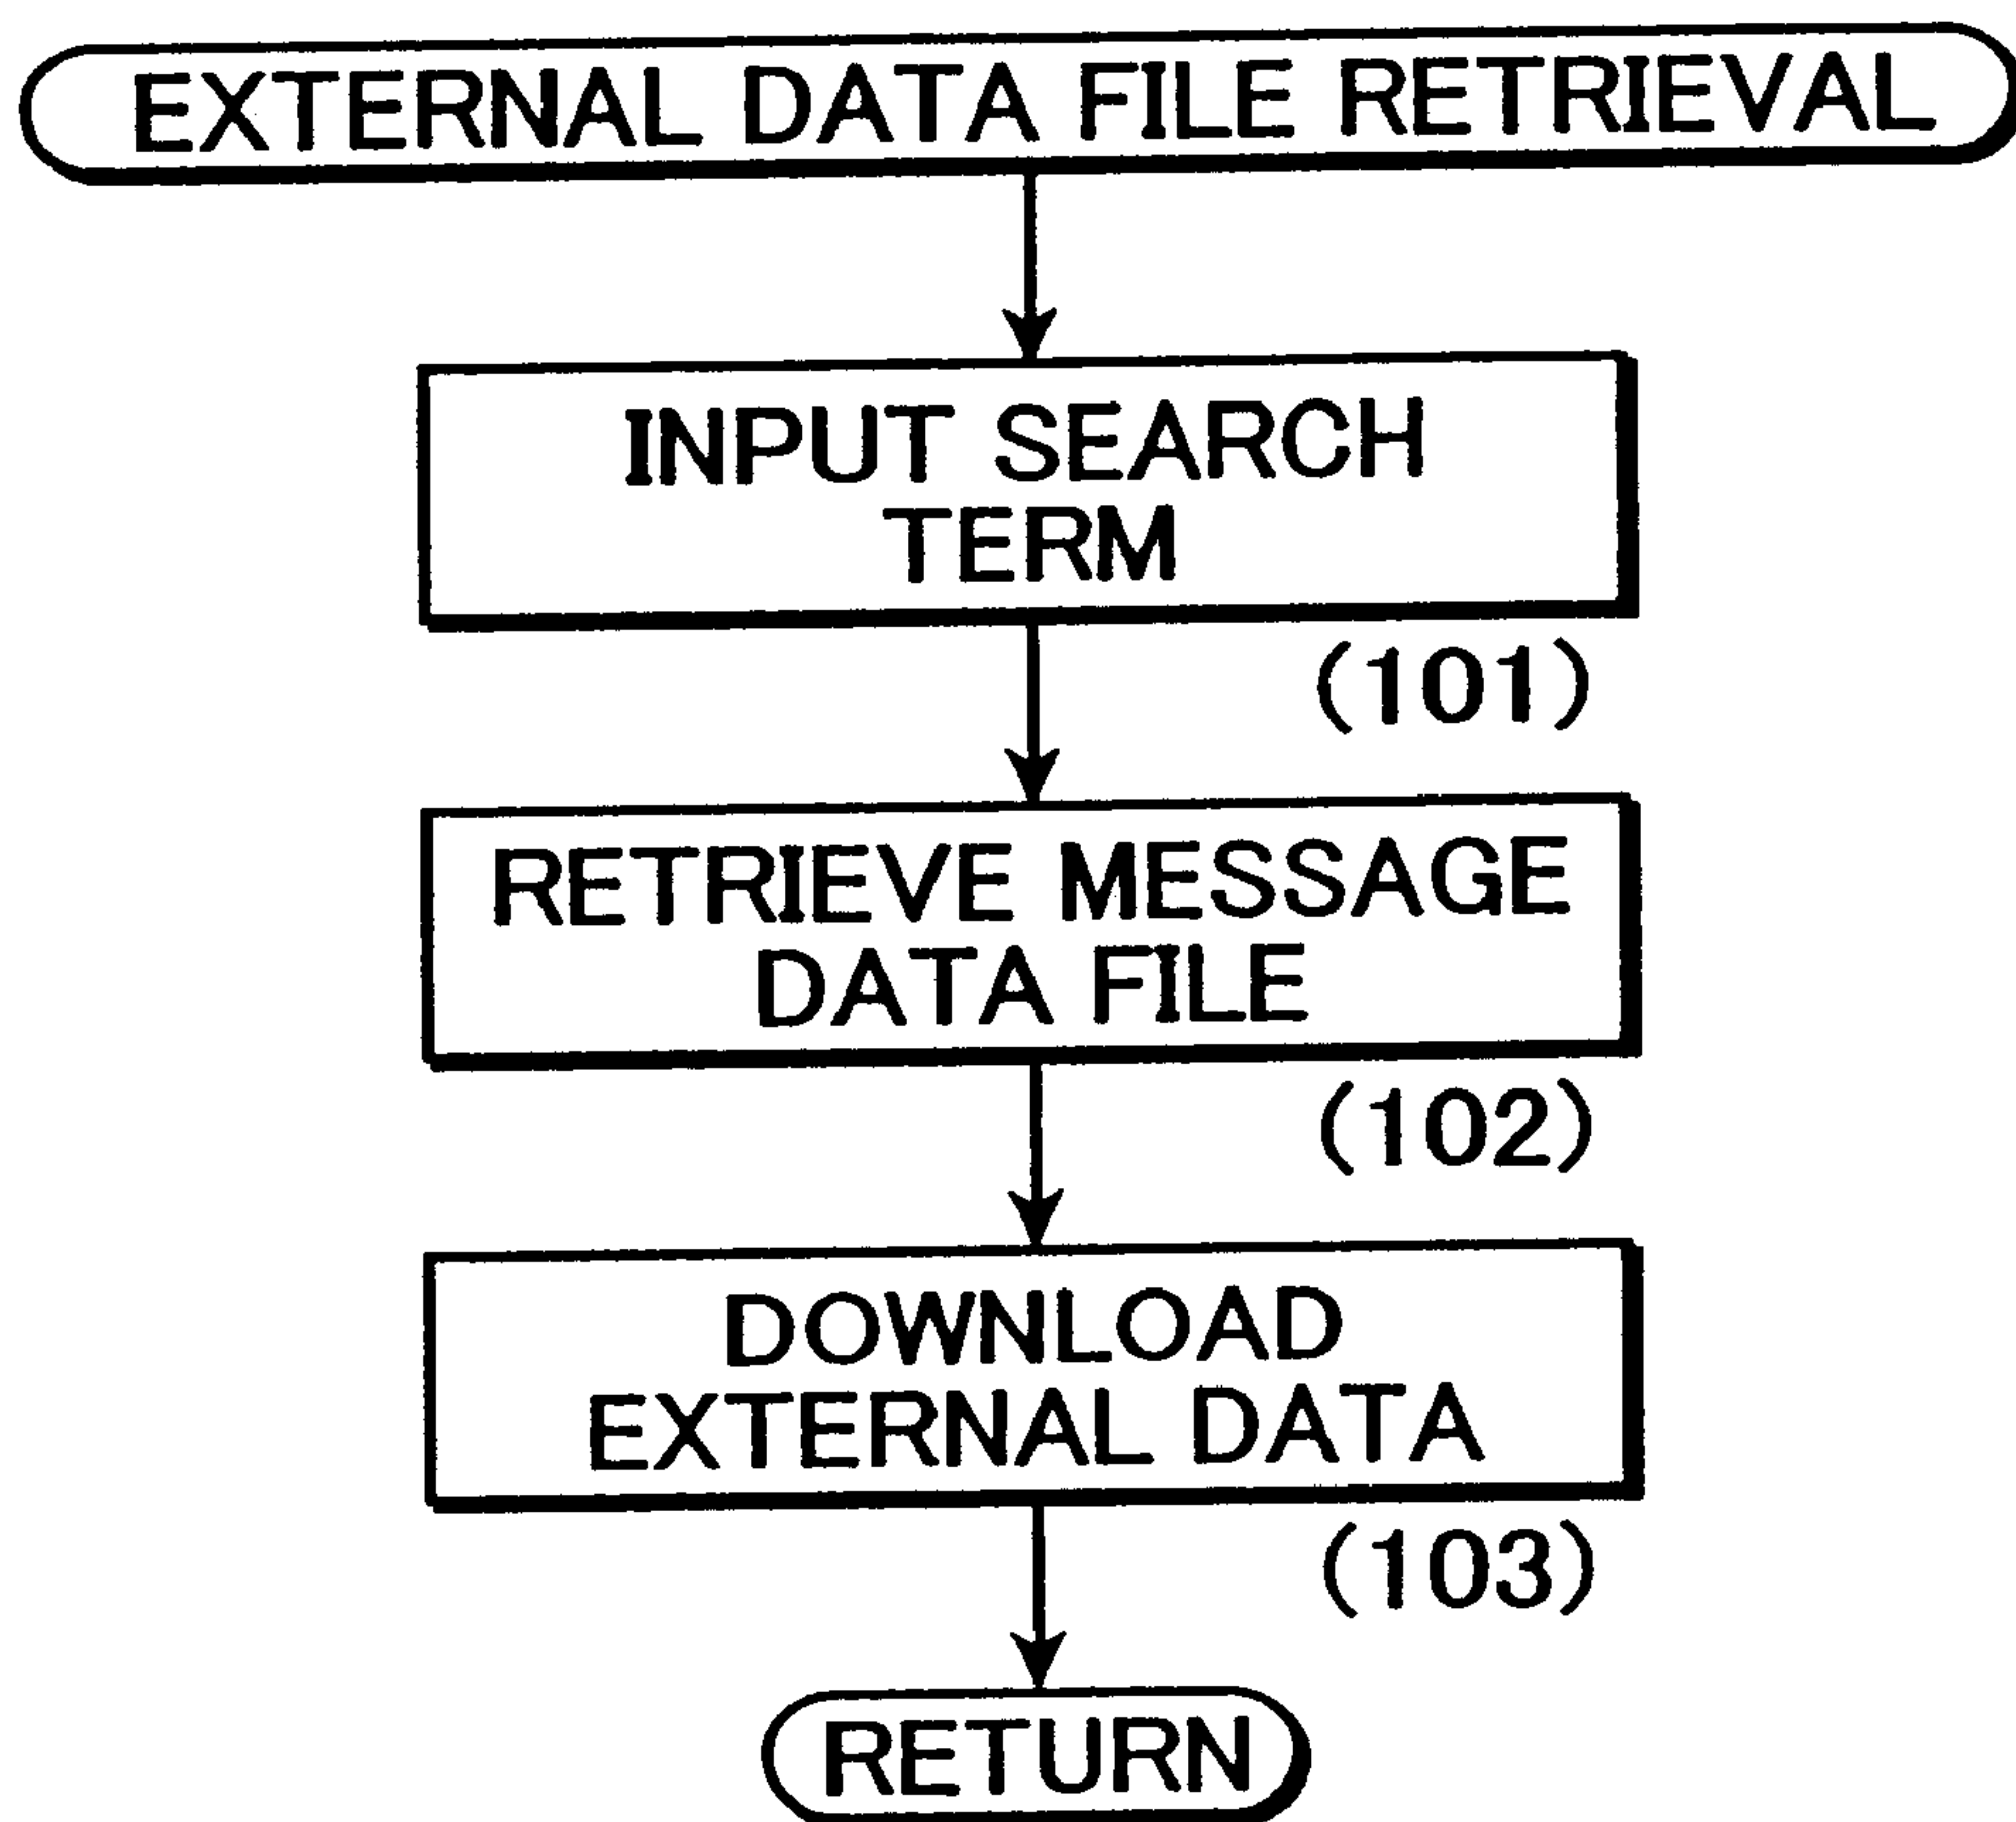 EXTERNAL DATA FILE RETRIEVAL
INPUT SEARCH
TERM
(101)
RETRIEVE MESSAGE
DATA FILE
(102)
DOWNLOAD
EXTERNAL DATA
(103)
RETURN